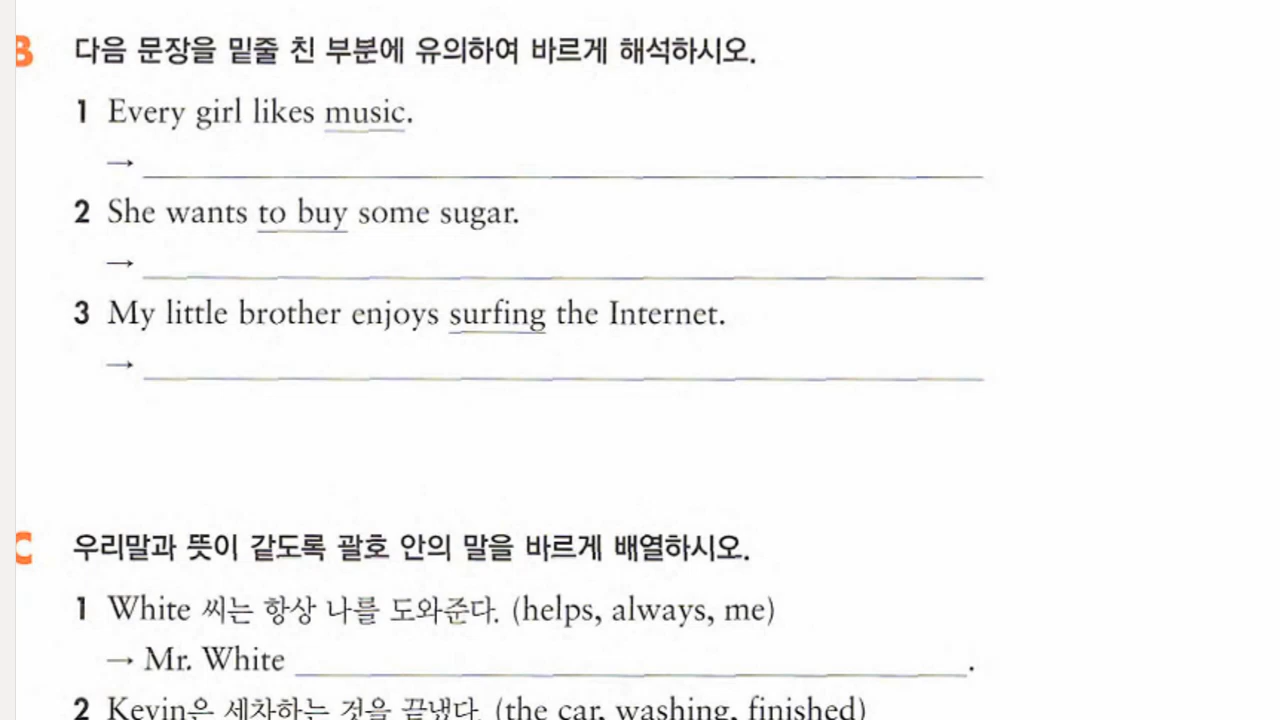 B 다음 문장을 밑줄 친 부분에 유의하여 바르게 해석하시오.
1 Every girl likes music.
→
2 She wants to buy some sugar.
→
3 My little brother enjoys surfing the Internet.
→
C 우리말과 뜻이 같도록 괄호 안의 말을 바르게 배열하시오.
1 White 씨는 항상 나를 도와준다. (helps, always, me)
→ Mr. White .
2 Kevin은 세차하는 것을 끝냈다. (the car, washing, finished)